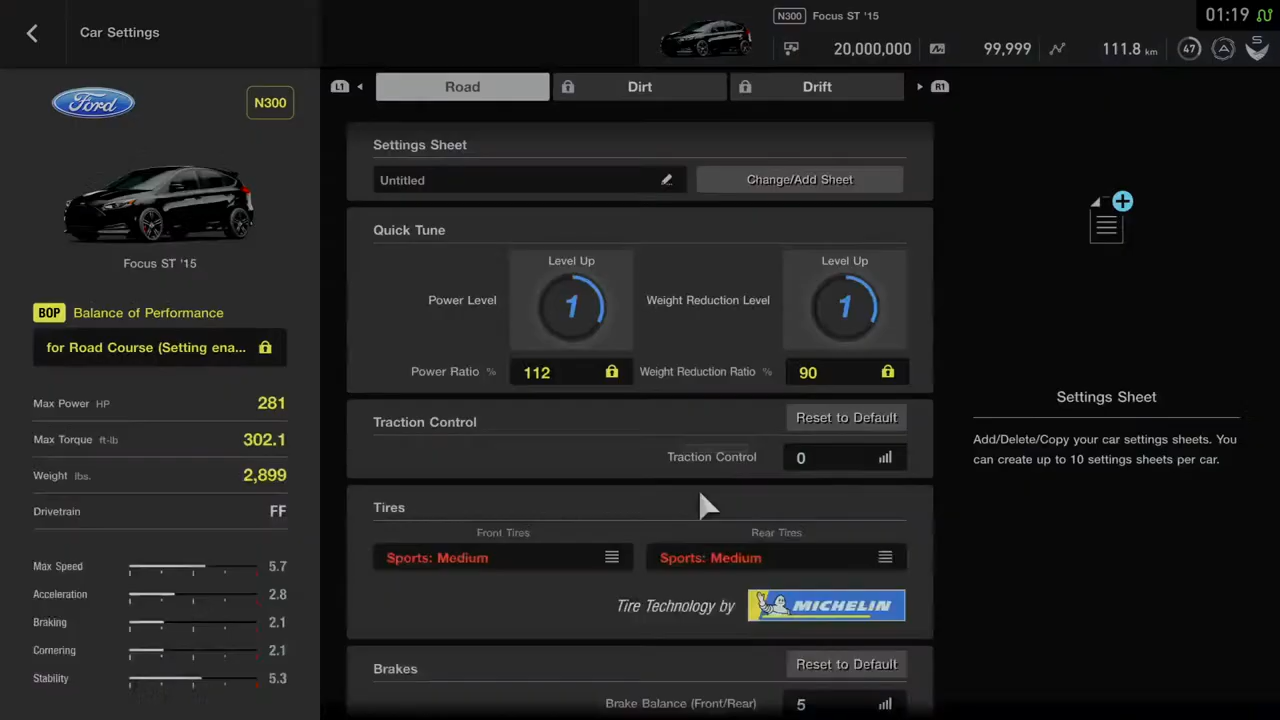 Car Settings
N300 Focus ST '15
20,000,000
99,999
111.8 km
47
A
S
01:19
Ford
N300
Focus ST '15
BOP Balance of Performance
for Road Course (Setting ena...
Max Power HP 281
Max Torque ft-lb 302.1
Weight lbs. 2,899
Drivetrain FF
Max Speed 5.7
Acceleration 2.8
Braking 2.1
Cornering 2.1
Stability 5.3
L1 Road Dirt Drift R1
Settings Sheet
Untitled Change/Add Sheet
Quick Tune
Level Up Level Up
Power Level 1 Weight Reduction Level 1
Power Ratio % 112 Weight Reduction Ratio % 90
Traction Control Reset to Default
Traction Control 0
Tires
Front Tires Rear Tires
Sports: Medium Sports: Medium
Tire Technology by MICHELIN
Brakes Reset to Default
Brake Balance (Front/Rear) 5
Settings Sheet
Add/Delete/Copy your car settings sheets. You
can create up to 10 settings sheets per car.